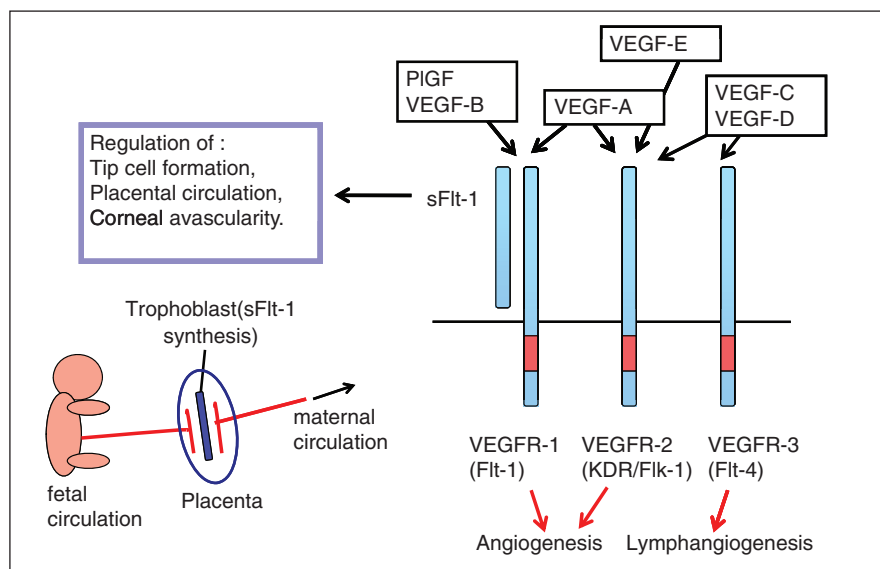 VEGF-E
PlGF
VEGF-B
VEGF-A
VEGF-C
VEGF-D
Regulation of :
Tip cell formation,
Placental circulation,
Corneal avascularity.
sFlt-1
Trophoblast(sFlt-1
synthesis)
maternal
circulation
fetal
circulation
Placenta
VEGFR-1
(Flt-1)
VEGFR-2
(KDR/Flk-1)
VEGFR-3
(Flt-4)
Angiogenesis
Lymphangiogenesis